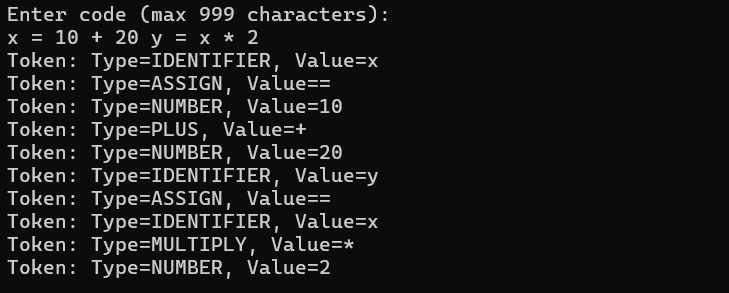 Enter code (max 999 characters):
x = 10 + 20 y = x * 2
Token: Type=IDENTIFIER, Value=x
Token: Type=ASSIGN, Value==
Token: Type=NUMBER, Value=10
Token: Type=PLUS, Value=+
Token: Type=NUMBER, Value=20
Token: Type=IDENTIFIER, Value=y
Token: Type=ASSIGN, Value==
Token: Type=IDENTIFIER, Value=x
Token: Type=MULTIPLY, Value=*
Token: Type=NUMBER, Value=2